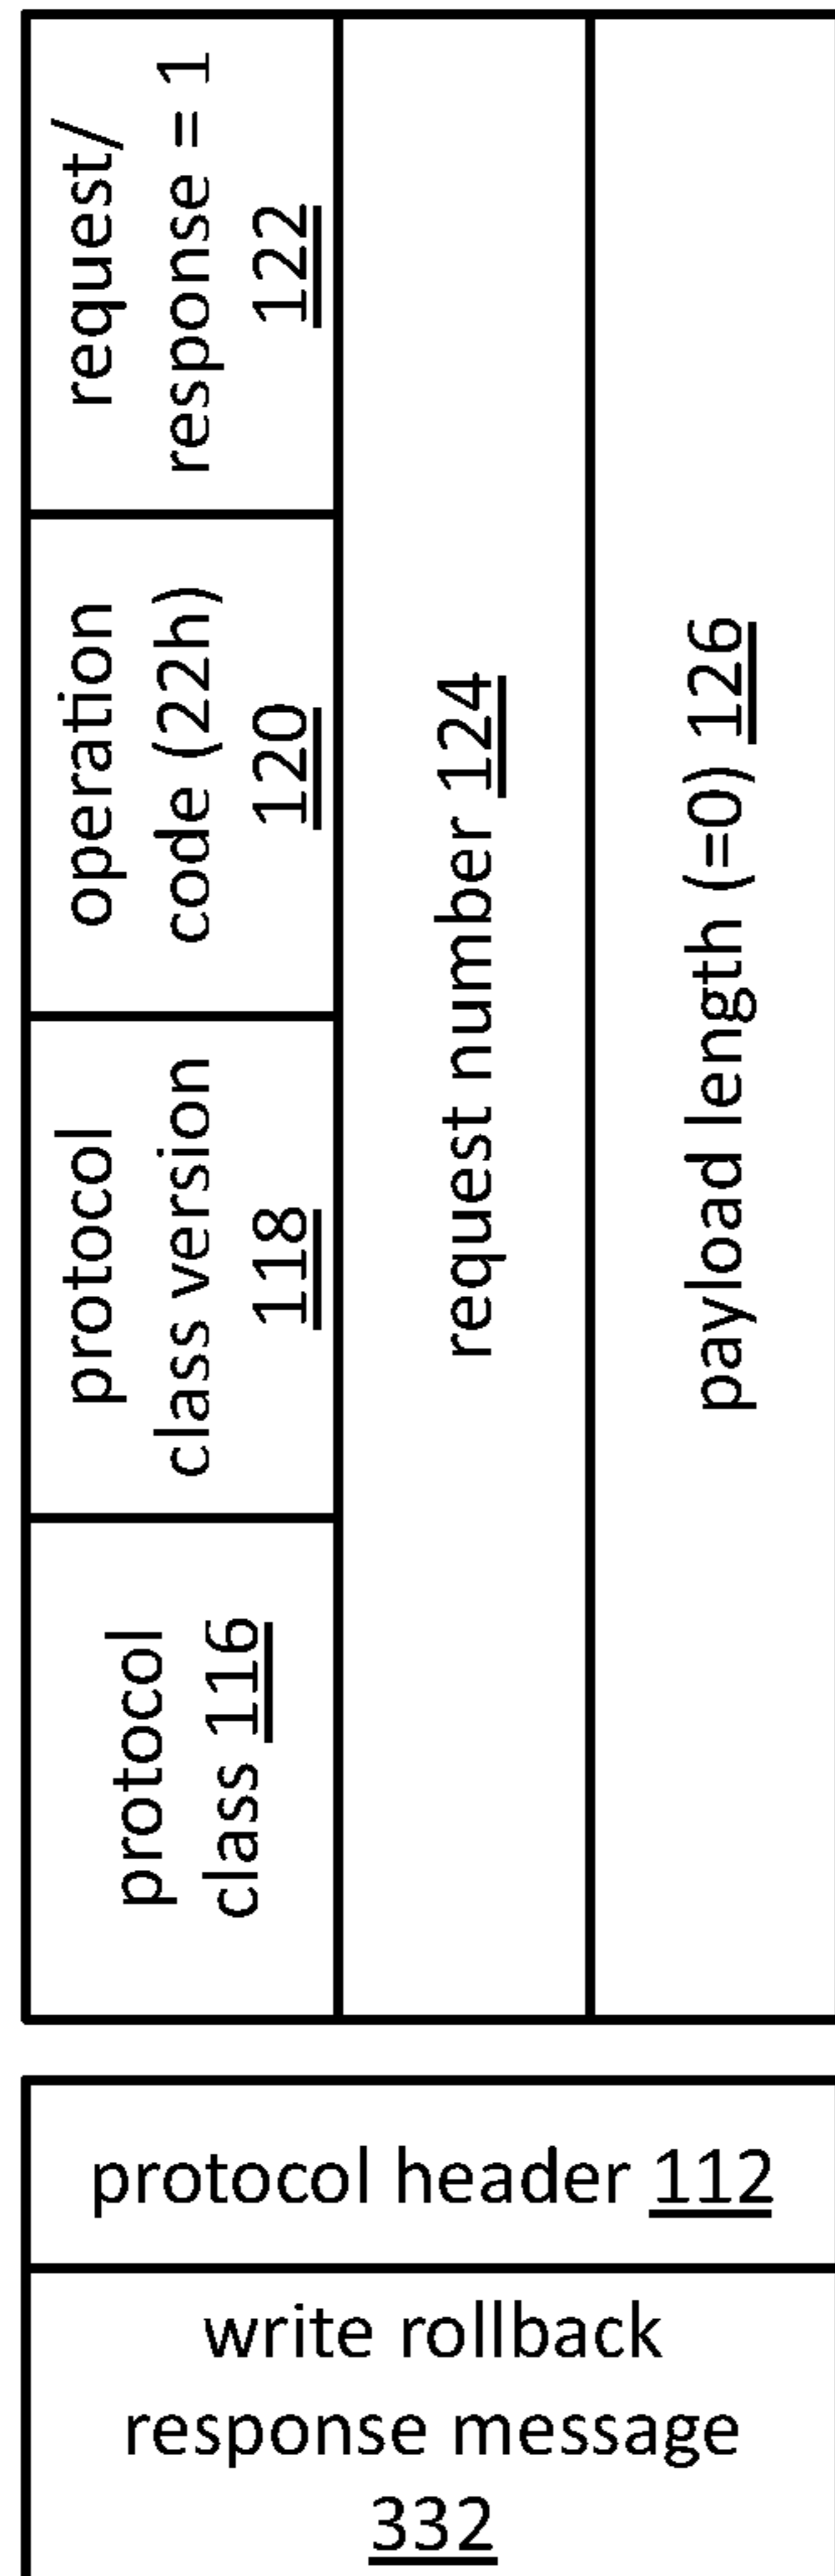 write rollback
response message
332
protocol header 112
protocol
class 116
protocol
class version
118
operation
code (22h)
120
request/
response = 1
122
request number 124
payload length (=0) 126